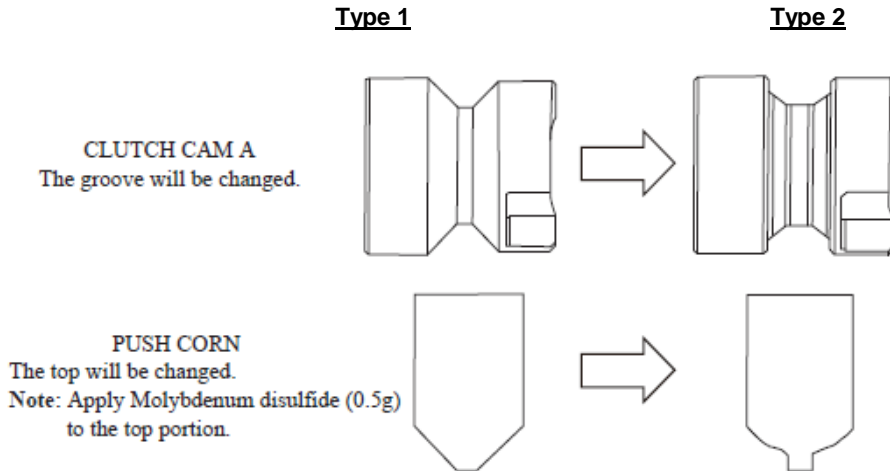 Type 1
Type 2
CLUTCH CAM A
The groove will be changed.
PUSH CORN
The top will be changed.
Note: Apply Molybdenum disulfide (0.5g)
to the top portion.